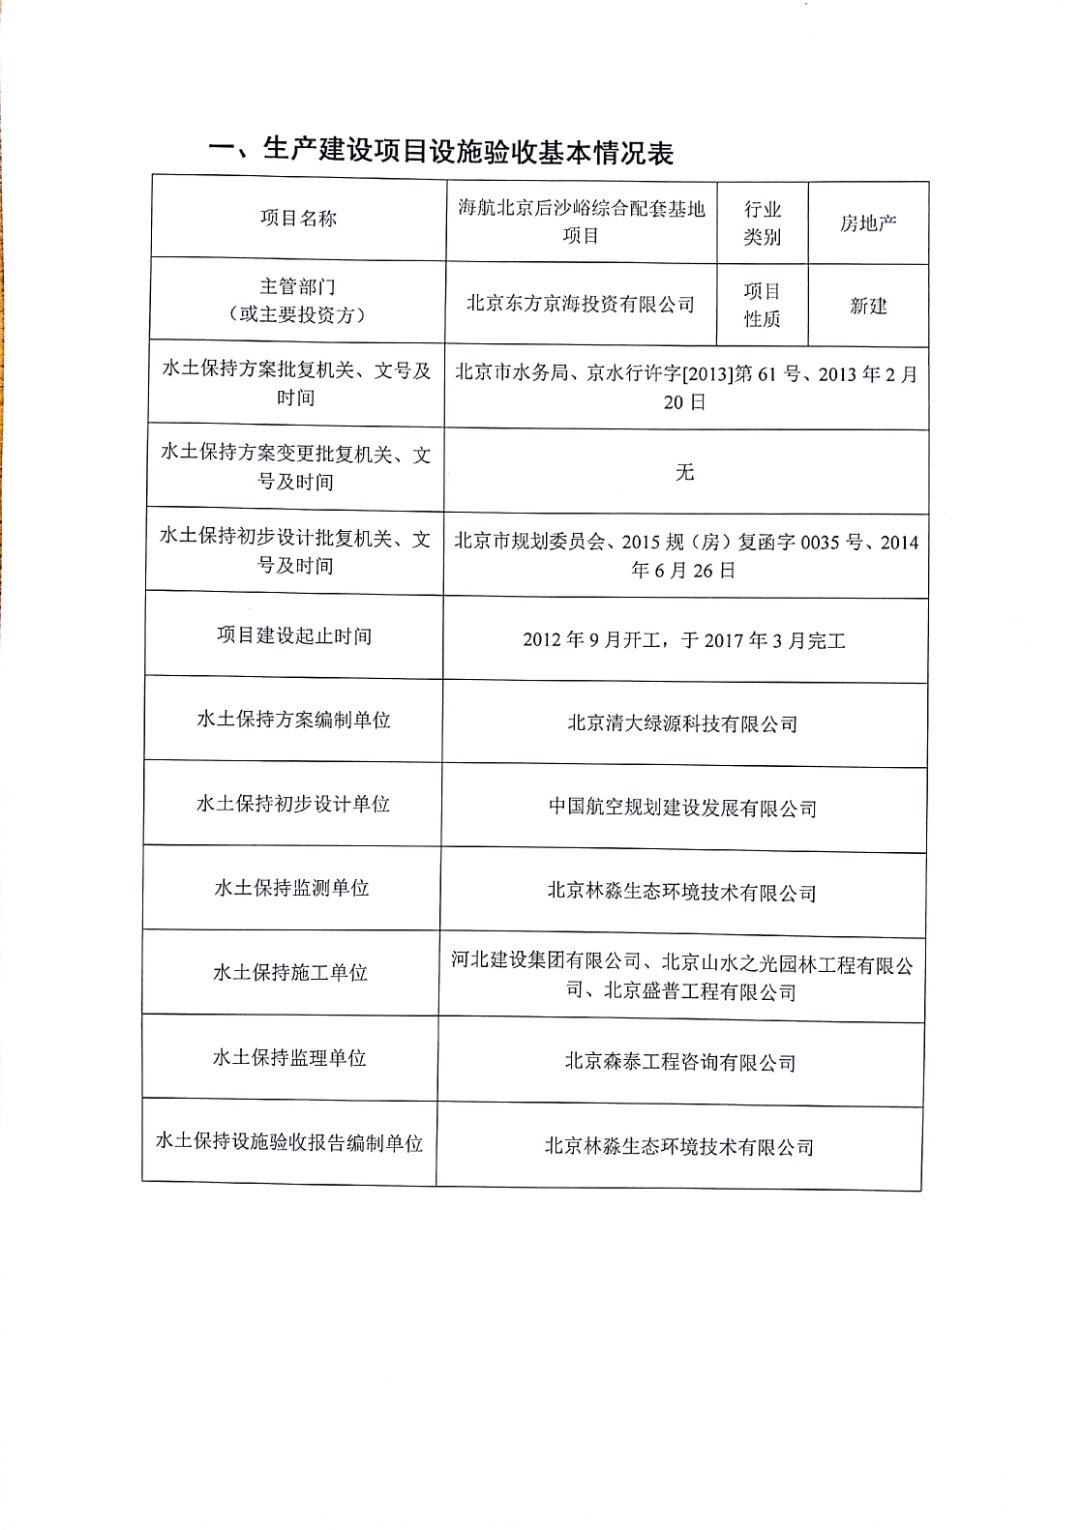 一、生产建设项目设施验收基本情况表
项目名称
海航北京后沙峪综合配套基地
项目
行业
类别
房地产
主管部门
（或主要投资方）
北京东方京海投资有限公司
项目
性质
新建
水土保持方案批复机关、文号及
时间
北京市水务局、京水行许字[2013]第 61 号、2013 年 2 月
20 日
水土保持方案变更批复机关、文
号及时间
无
水土保持初步设计批复机关、文
号及时间
北京市规划委员会、2015 规（房）复函字 0035 号、2014
年 6 月 26 日
项目建设起止时间
2012 年 9 月开工，于 2017 年 3 月完工
水土保持方案编制单位
北京清大绿源科技有限公司
水土保持初步设计单位
中国航空规划建设发展有限公司
水土保持监测单位
北京林淼生态环境技术有限公司
水土保持施工单位
河北建设集团有限公司、北京山水之光园林工程有限公
司、北京盛普工程有限公司
水土保持监理单位
北京森泰工程咨询有限公司
水土保持设施验收报告编制单位
北京林淼生态环境技术有限公司